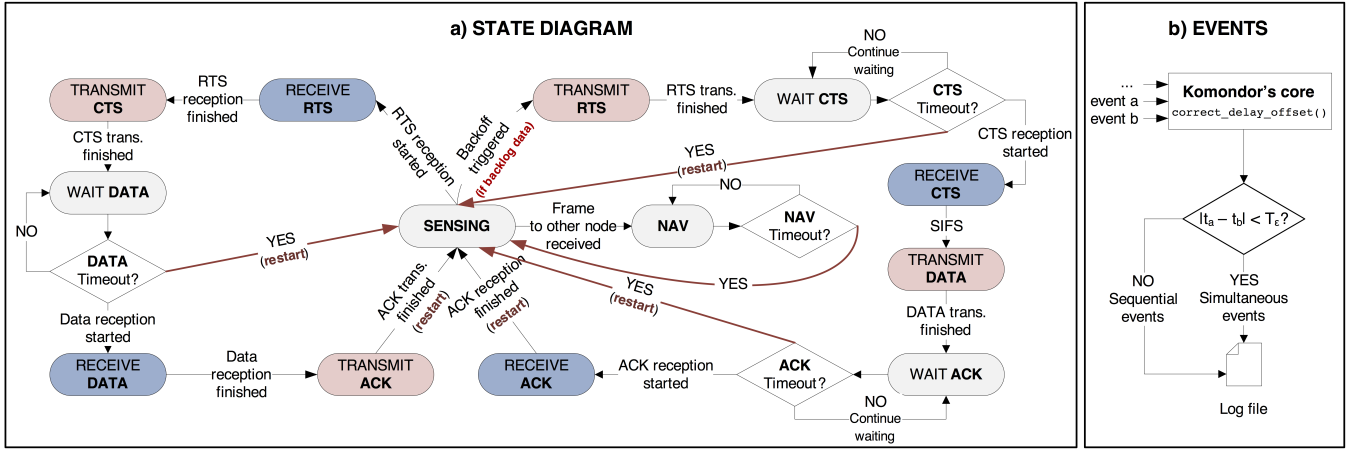 a) STATE DIAGRAM
TRANSMIT
CTS
RTS
reception
finished
RECEIVE
RTS
RTS reception
started
Backoff
triggered
(if backlog data)
TRANSMIT
RTS
RTS trans.
finished
WAIT CTS
NO
Continue
waiting
CTS
Timeout?
CTS reception
started
YES
(restart)
CTS trans.
finished
WAIT DATA
NO
DATA
Timeout?
YES
(restart)
SENSING
Frame
to other node
received
NAV
NO
NAV
Timeout?
YES
RECEIVE
CTS
SIFS
TRANSMIT
DATA
DATA trans.
finished
Data reception
started
RECEIVE
DATA
Data
reception
finished
TRANSMIT
ACK
ACK trans.
finished
(restart)
ACK reception
finished
(restart)
RECEIVE
ACK
ACK reception
started
YES
(restart)
ACK
Timeout?
WAIT ACK
NO
Continue
waiting
b) EVENTS
...
event a
event b
Komondor's core
correct_delay_offset()
|tₐ – t_b| < T_ε?
NO
Sequential
events
YES
Simultaneous
events
Log file